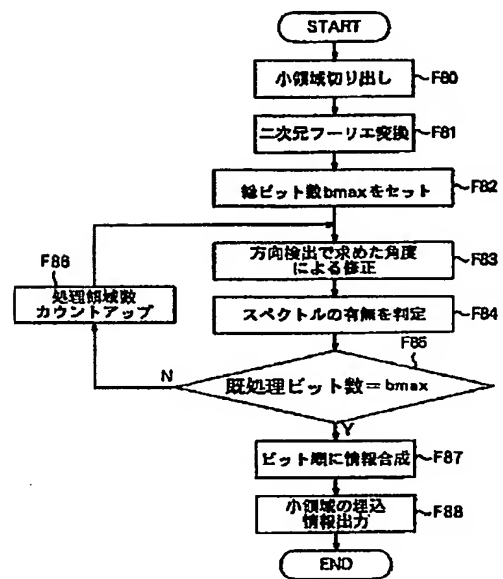 START
小領域切り出し
F80
二次元フーリエ変換
F81
総ビット数bmaxをセット
F82
方向検出で求めた角度
による修正
F83
F86
処理領域数
カウントアップ
スペクトルの有無を判定
F84
F85
既処理ビット数=bmax
N
Y
ビット順に情報合成
F87
小領域の埋込
情報出力
F88
END